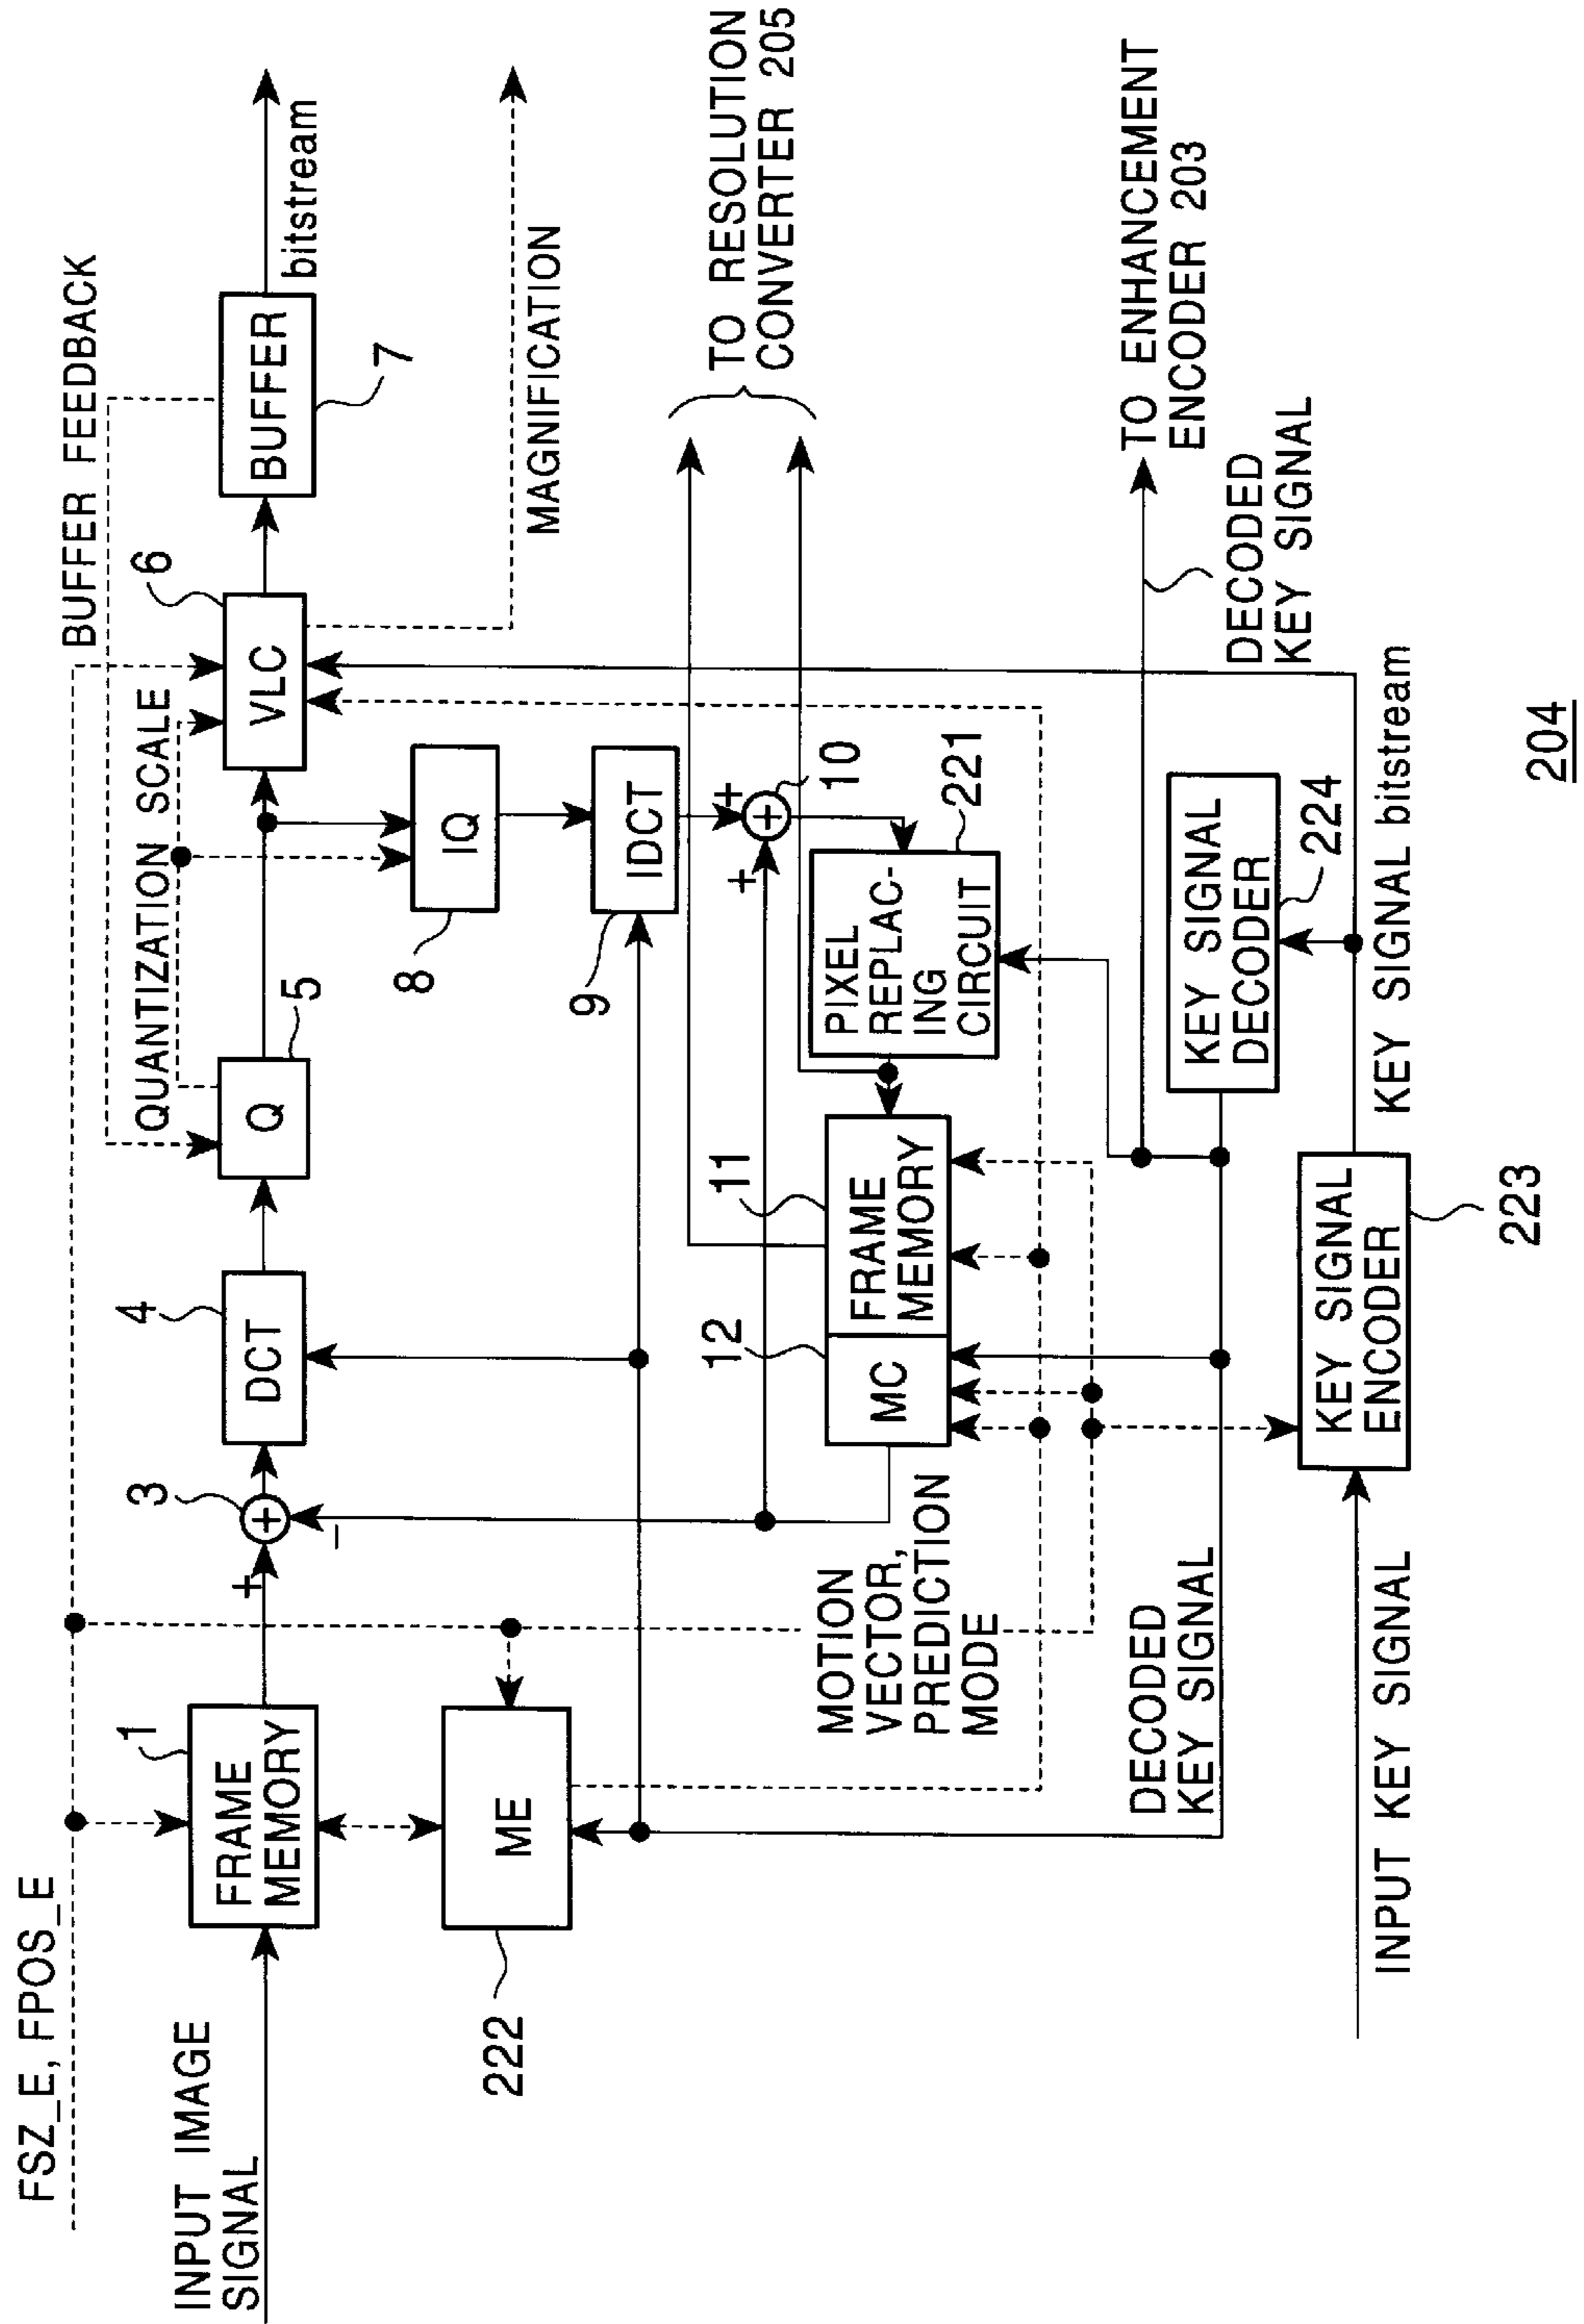 FSZ_E, FPOS_E
BUFFER FEEDBACK
INPUT IMAGE
SIGNAL
1
FRAME
MEMORY
+
3
−
4
DCT
QUANTIZATION SCALE
5
Q
6
VLC
BUFFER
7
bitstream
MAGNIFICATION
222
ME
8
IQ
9
IDCT
+
+
10
TO RESOLUTION
CONVERTER 205
MOTION
VECTOR,
PREDICTION
MODE
12
MC
11
FRAME
MEMORY
PIXEL
REPLAC-
ING
CIRCUIT
221
TO ENHANCEMENT
ENCODER 203
DECODED
KEY SIGNAL
DECODED
KEY SIGNAL
KEY SIGNAL
DECODER
224
INPUT KEY SIGNAL
KEY SIGNAL
ENCODER
223
KEY SIGNAL bitstream
204